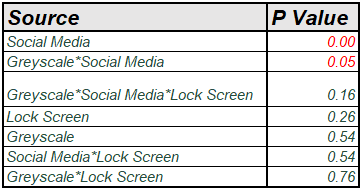 Source P Value
Social Media 0.00
Greyscale*Social Media 0.05
Greyscale*Social Media*Lock Screen 0.16
Lock Screen 0.26
Greyscale 0.54
Social Media*Lock Screen 0.54
Greyscale*Lock Screen 0.76